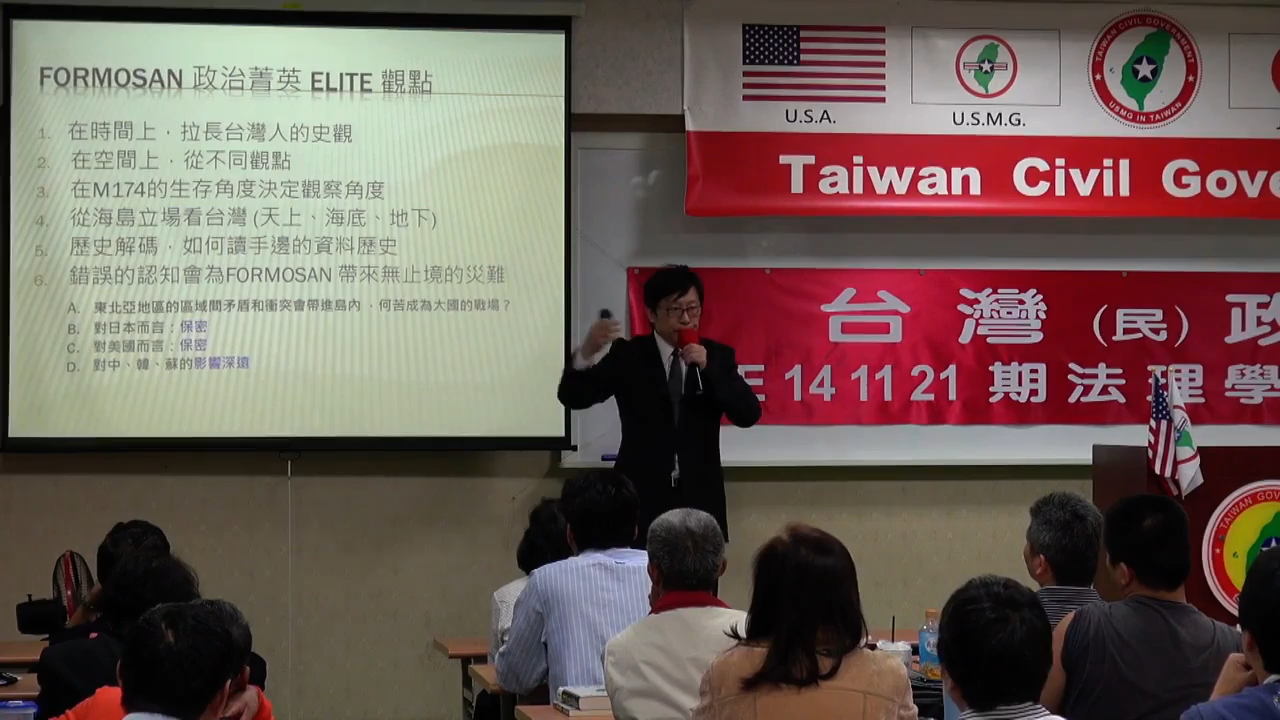 FORMOSAN 政治菁英 ELITE 觀點
1. 在時間上，拉長台灣人的史觀
2. 在空間上，從不同觀點
3. 在M174的生存角度決定觀察角度
4. 從海島立場看台灣 (天上、海底、地下)
5. 歷史解碼，如何讀手邊的資料歷史
6. 錯誤的認知會為FORMOSAN 帶來無止境的災難
A. 東北亞地區的區域間矛盾和衝突會帶進島內，何苦成為大國的戰場？
B. 對日本而言：保密
C. 對美國而言：保密
D. 對中、韓、蘇的影響深遠
U.S.A.
U.S.M.G.
TAIWAN CIVIL GOVERNMENT
USMG IN TAIWAN
Taiwan Civil Gove
台灣(民)政
E 14 11 21 期法理學